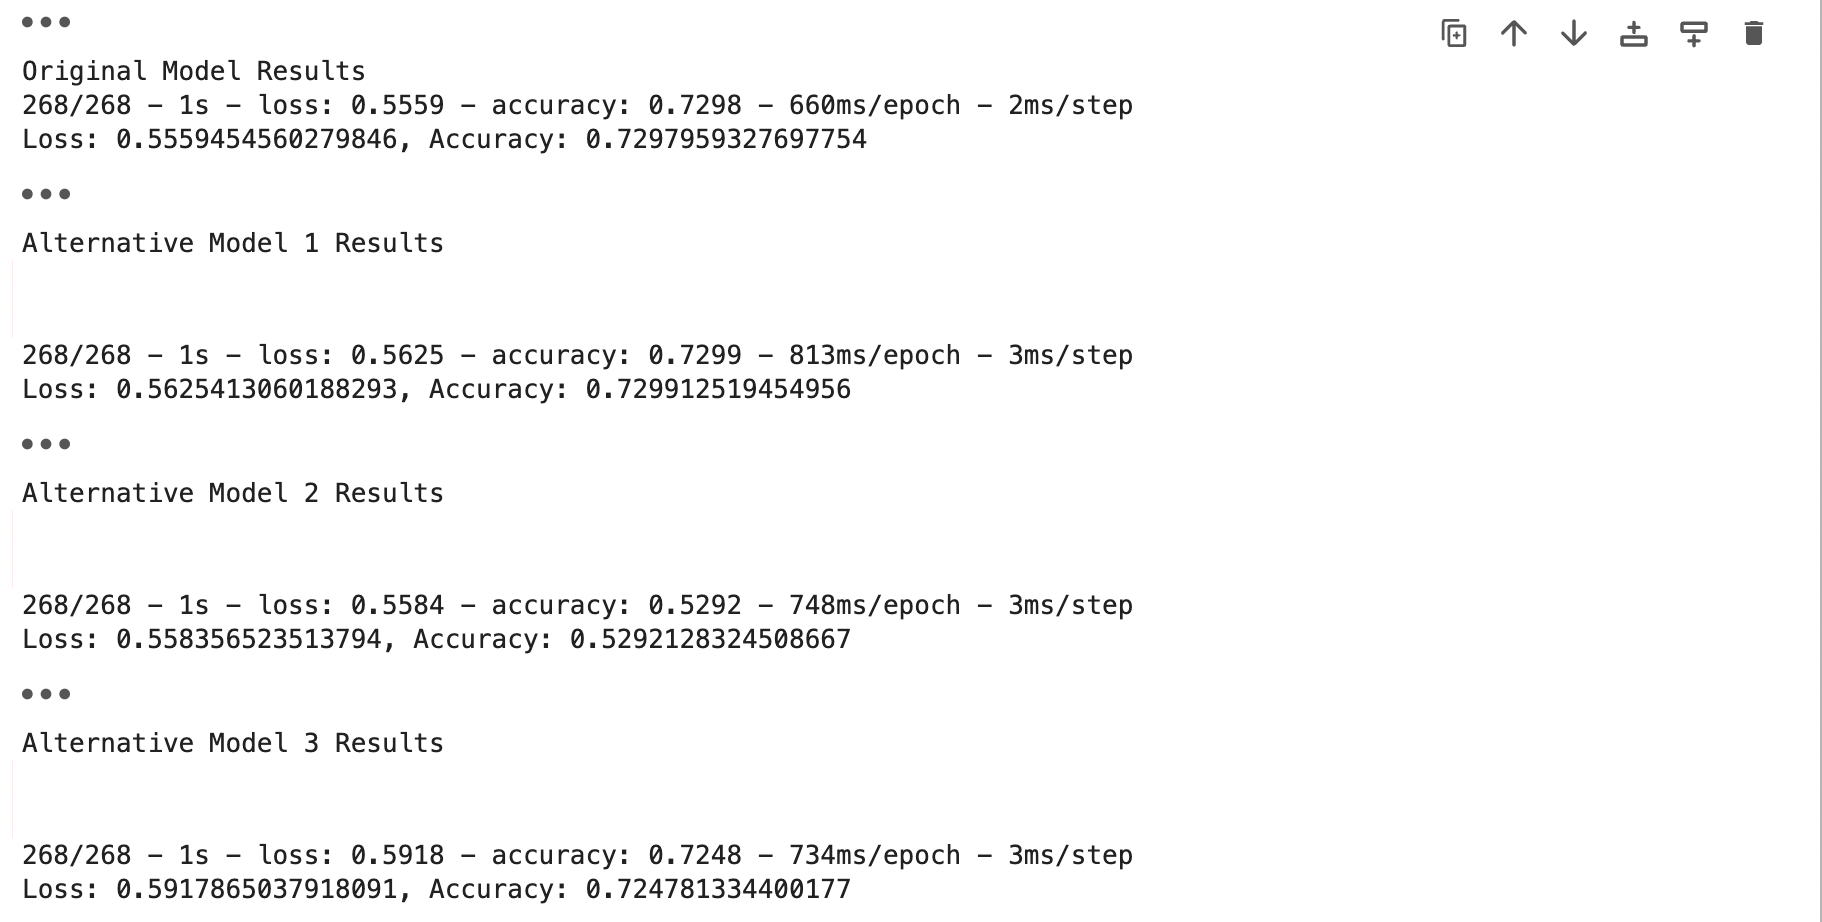 Original Model Results
268/268 – 1s – loss: 0.5559 – accuracy: 0.7298 – 660ms/epoch – 2ms/step
Loss: 0.5559454560279846, Accuracy: 0.7297959327697754
Alternative Model 1 Results
268/268 – 1s – loss: 0.5625 – accuracy: 0.7299 – 813ms/epoch – 3ms/step
Loss: 0.5625413060188293, Accuracy: 0.729912519454956
Alternative Model 2 Results
268/268 – 1s – loss: 0.5584 – accuracy: 0.5292 – 748ms/epoch – 3ms/step
Loss: 0.558356523513794, Accuracy: 0.5292128324508667
Alternative Model 3 Results
268/268 – 1s – loss: 0.5918 – accuracy: 0.7248 – 734ms/epoch – 3ms/step
Loss: 0.5917865037918091, Accuracy: 0.724781334400177